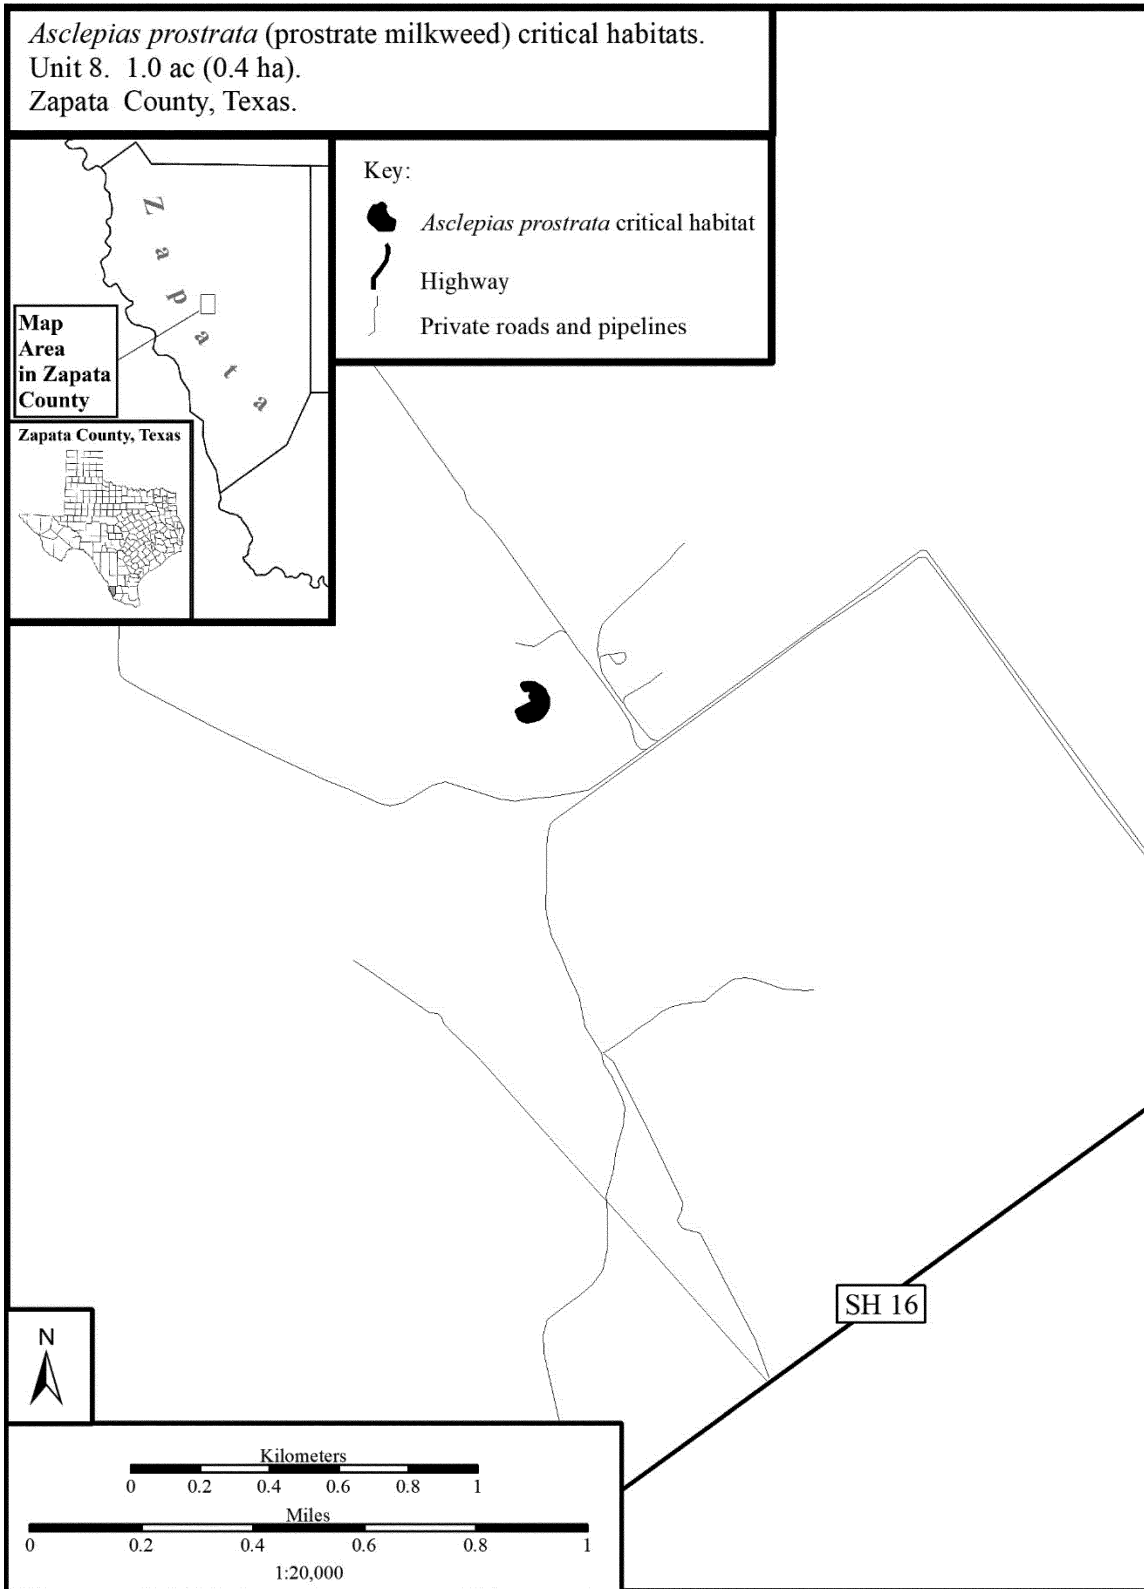 Asclepias prostrata (prostrate milkweed) critical habitats.
Unit 8. 1.0 ac (0.4 ha).
Zapata County, Texas.
Key:
Asclepias prostrata critical habitat
Highway
Private roads and pipelines
Zapata
Map
Area
in Zapata
County
Zapata County, Texas
SH 16
N
Kilometers
0 0.2 0.4 0.6 0.8 1
Miles
0 0.2 0.4 0.6 0.8 1
1:20,000